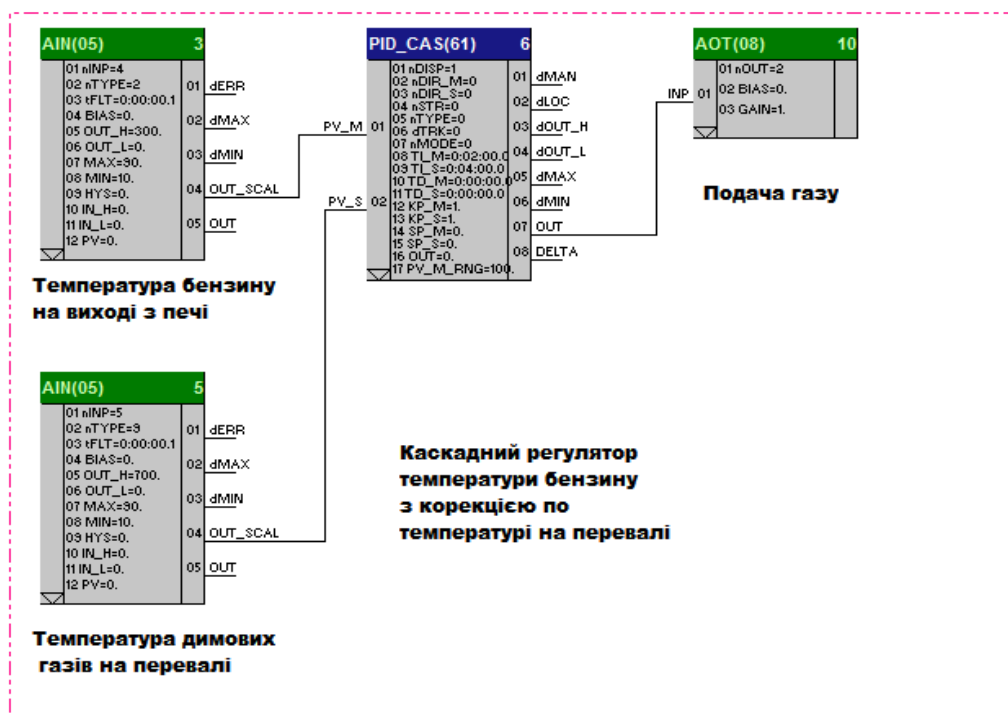 AIN(05) 3
01 nINP=4
02 nTYPE=2
03 tFLT=0:00:00.1
04 BIAS=0.
05 OUT_H=300.
06 OUT_L=0.
07 MAX=90.
08 MIN=10.
09 HYS=0.
10 IN_H=0.
11 IN_L=0.
12 PV=0.
01 dERR
02 dMAX
03 dMIN
04 OUT_SCAL
05 OUT
Температура бензину
на виході з печі
PID_CAS(61) 6
PV_M 01
PV_S 02
01 nDISP=1
02 nDIR_M=0
03 nDIR_S=0
04 nSTR=0
05 nTYPE=0
06 dTRK=0
07 nMODE=0
08 TI_M=0:02:00.0
09 TI_S=0:04:00.0
10 TD_M=0:00:00.0
11 TD_S=0:00:00.0
12 KP_M=1.
13 KP_S=1.
14 SP_M=0.
15 SP_S=0.
16 OUT=0.
17 PV_M_RNG=100.
01 dMAN
02 dLOC
03 dOUT_H
04 dOUT_L
05 dMAX
06 dMIN
07 OUT
08 DELTA
AOT(08) 10
INP 01
01 nOUT=2
02 BIAS=0.
03 GAIN=1.
Подача газу
AIN(05) 5
01 nINP=5
02 nTYPE=9
03 tFLT=0:00:00.1
04 BIAS=0.
05 OUT_H=700.
06 OUT_L=0.
07 MAX=90.
08 MIN=10.
09 HYS=0.
10 IN_H=0.
11 IN_L=0.
12 PV=0.
01 dERR
02 dMAX
03 dMIN
04 OUT_SCAL
05 OUT
Каскадний регулятор
температури бензину
з корекцією по
температурі на перевалі
Температура димових
газів на перевалі